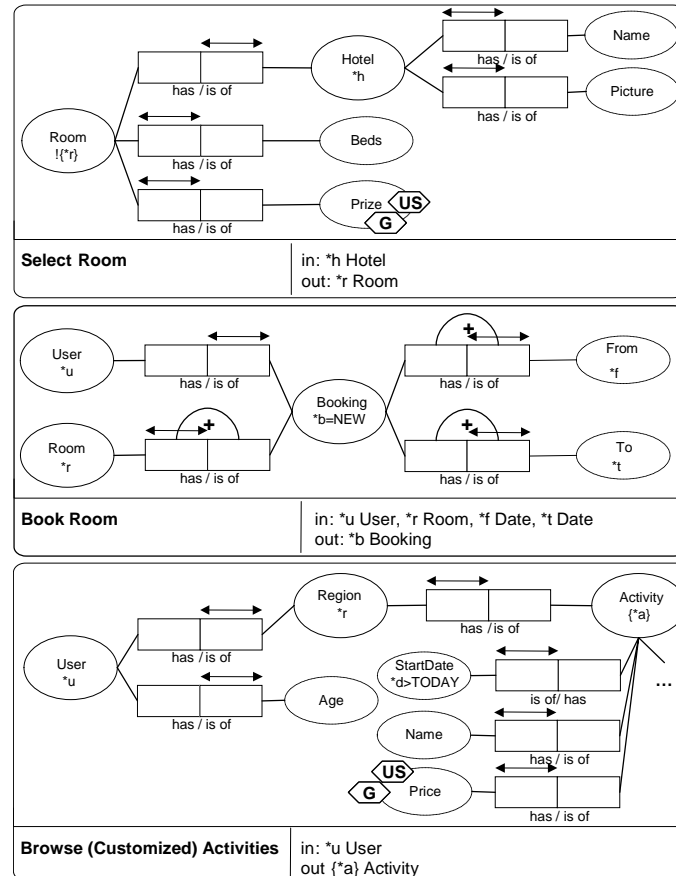 Hotel
*h
has / is of
has / is of
Name
has / is of
Picture
Room
!{*r}
has / is of
Beds
has / is of
Prize
US
G
Select Room
in: *h Hotel
out: *r Room
User
*u
has / is of
Booking
*b=NEW
+
has / is of
From
*f
Room
*r
+
has / is of
+
has / is of
To
*t
Book Room
in: *u User, *r Room, *f Date, *t Date
out: *b Booking
Region
*r
has / is of
Activity
{*a}
User
*u
has / is of
StartDate
*d>TODAY
is of/ has
...
has / is of
Age
Name
has / is of
US
G
Price
has / is of
Browse (Customized) Activities
in: *u User
out {*a} Activity